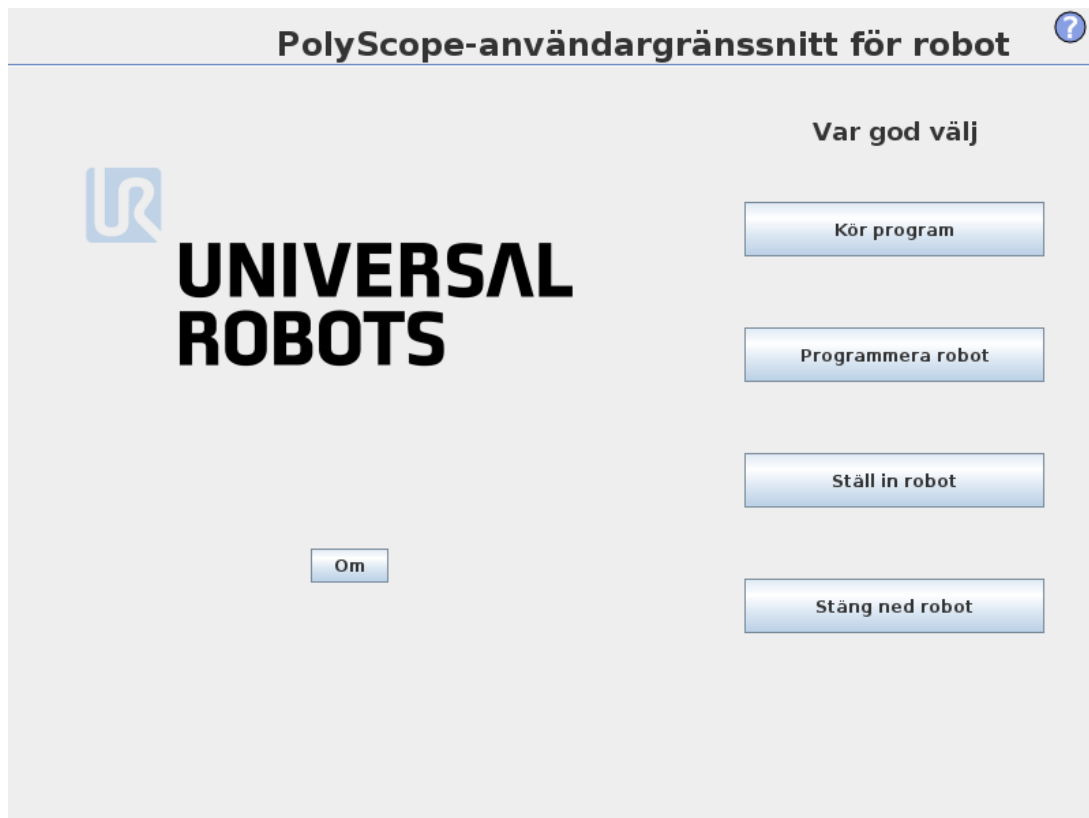 PolyScope-användargränssnitt för robot
?
Var god välj
UR
UNIVERSAL
ROBOTS
Kör program
Programmera robot
Ställ in robot
Om
Stäng ned robot